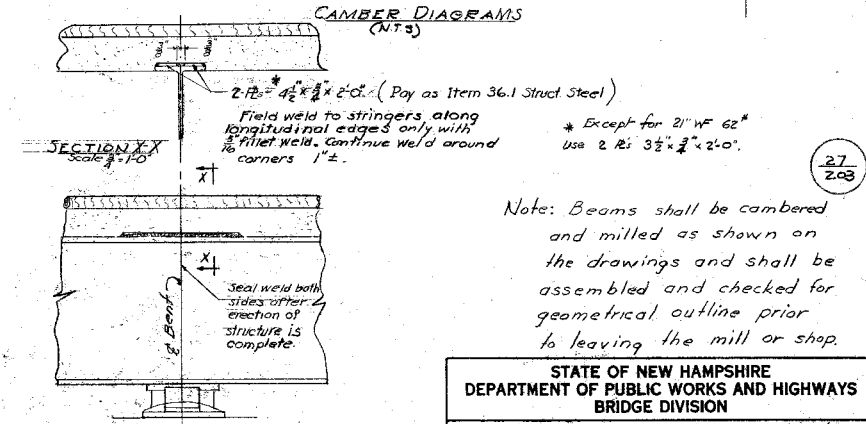 CAMBER DIAGRAMS
(N.T.S)
2-PLs-* 4½"x¾"x 2'-0" (Pay as Item 36.1 Struct. Steel)
Field weld to stringers along
longitudinal edges only with
5/16" fillet weld. Continue weld around
corners 1"±.
* Except for 21" WF 62#
use 2 PLs 3½"x¾"x 2'-0".
SECTION X-X
Scale ¾"=1'-0"
X
27
203
Note: Beams shall be cambered
and milled as shown on
the drawings and shall be
assembled and checked for
geometrical outline prior
to leaving the mill or shop.
X
Seal weld both
sides after
erection of
structure is
complete.
℄ Bent
STATE OF NEW HAMPSHIRE
DEPARTMENT OF PUBLIC WORKS AND HIGHWAYS
BRIDGE DIVISION